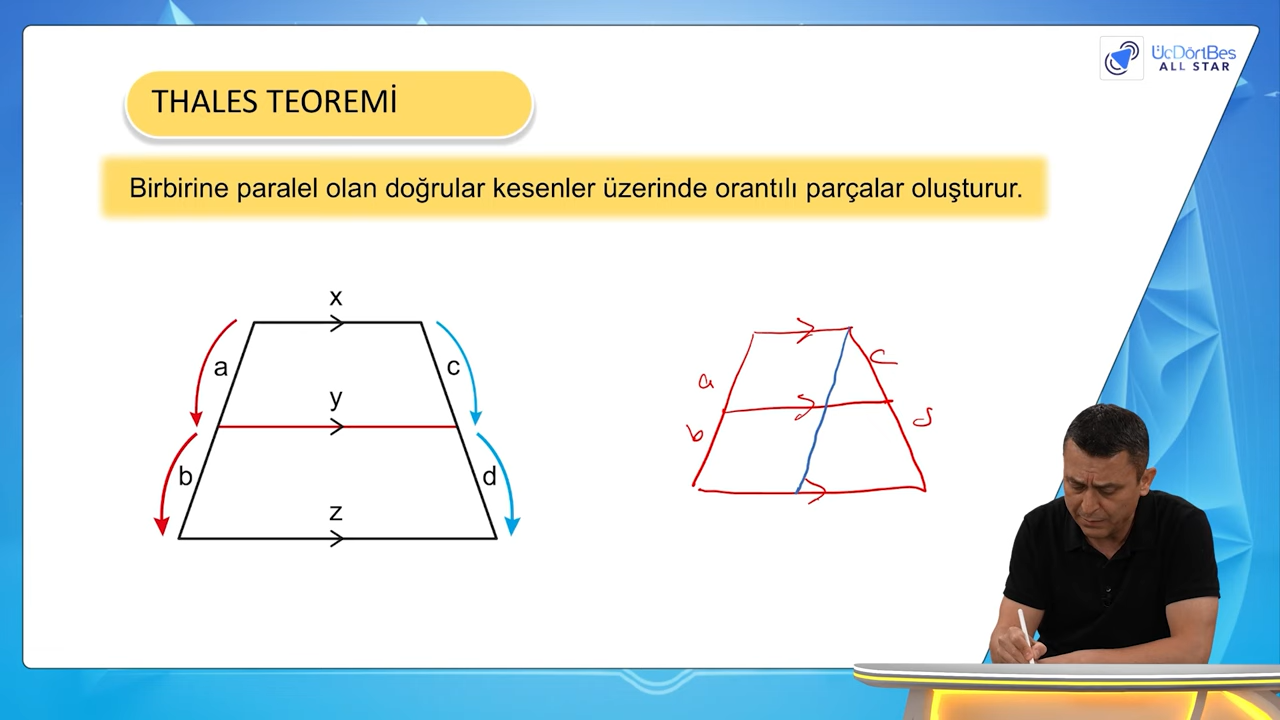 ÜçDörtBeş
ALL STAR
THALES TEOREMİ
Birbirine paralel olan doğrular kesenler üzerinde orantılı parçalar oluşturur.
x
a
c
y
b
d
z
a
c
b
d